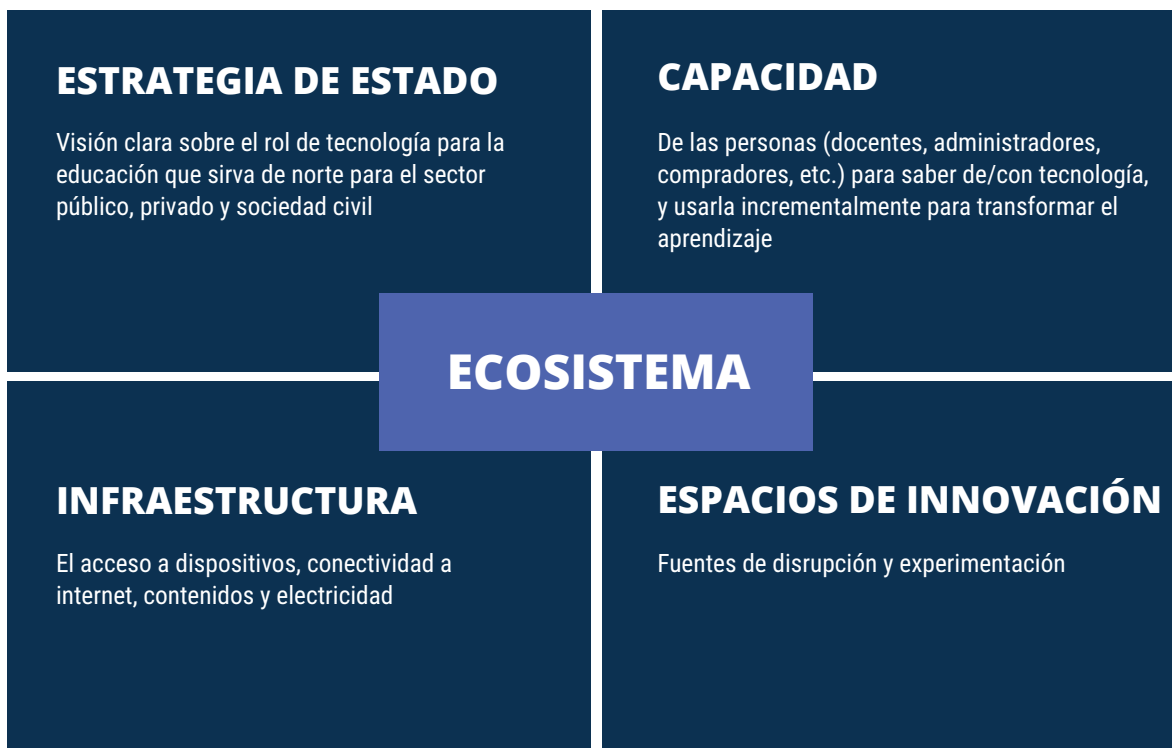 ESTRATEGIA DE ESTADO
Visión clara sobre el rol de tecnología para la
educación que sirva de norte para el sector
público, privado y sociedad civil
CAPACIDAD
De las personas (docentes, administradores,
compradores, etc.) para saber de/con tecnología,
y usarla incrementalmente para transformar el
aprendizaje
ECOSISTEMA
INFRAESTRUCTURA
El acceso a dispositivos, conectividad a
internet, contenidos y electricidad
ESPACIOS DE INNOVACIÓN
Fuentes de disrupción y experimentación